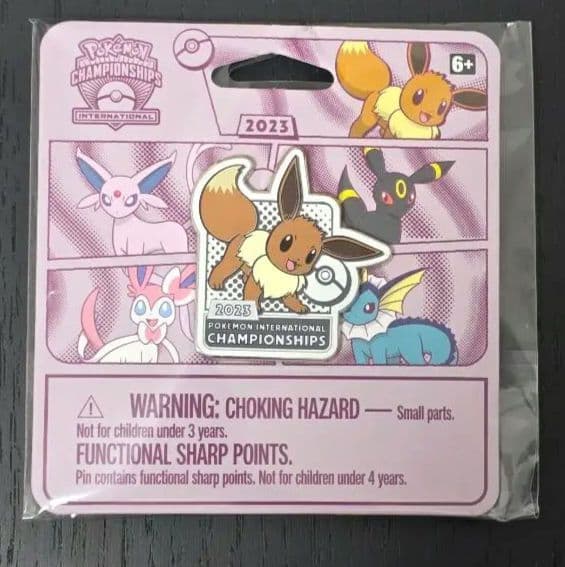 Pokémon
CHAMPIONSHIPS
INTERNATIONAL
6+
2023
2023
POKÉMON INTERNATIONAL
CHAMPIONSHIPS
WARNING: CHOKING HAZARD — Small parts.
Not for children under 3 years.
FUNCTIONAL SHARP POINTS.
Pin contains functional sharp points. Not for children under 4 years.